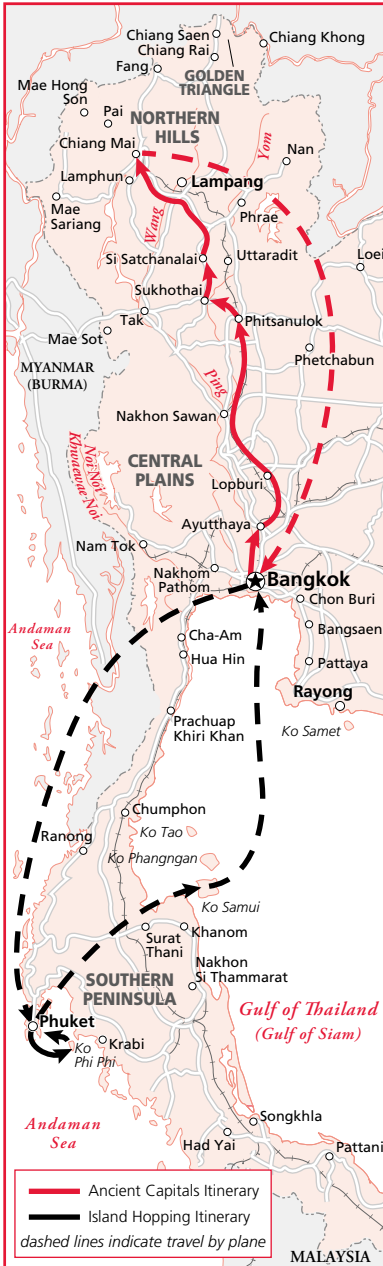 Chiang Saen
Chiang Rai
Chiang Khong
Fang
GOLDEN
TRIANGLE
Mae Hong
Son
Pai
NORTHERN
HILLS
Chiang Mai
Yom
Nan
Lamphun
Lampang
Mae
Sariang
Wang
Phrae
Si Satchanalai
Uttaradit
Loei
Sukhothai
Tak
Phitsanulok
Mae Sot
MYANMAR
(BURMA)
Phetchabun
Ping
Nakhon Sawan
Noi Noi
Khwaewae Noi
CENTRAL
PLAINS
Lopburi
Ayutthaya
Nam Tok
Nakhom
Pathom
Bangkok
Chon Buri
Andaman
Sea
Cha-Am
Bangsaen
Hua Hin
Pattaya
Rayong
Prachuap
Khiri Khan
Ko Samet
Chumphon
Ko Tao
Ranong
Ko Phangngan
Ko Samui
Surat
Thani
Khanom
Nakhon
Si Thammarat
SOUTHERN
PENINSULA
Gulf of Thailand
(Gulf of Siam)
Phuket
Ko
Phi Phi
Krabi
Andaman
Sea
Songkhla
Had Yai
Pattani
Ancient Capitals Itinerary
Island Hopping Itinerary
dashed lines indicate travel by plane
MALAYSIA